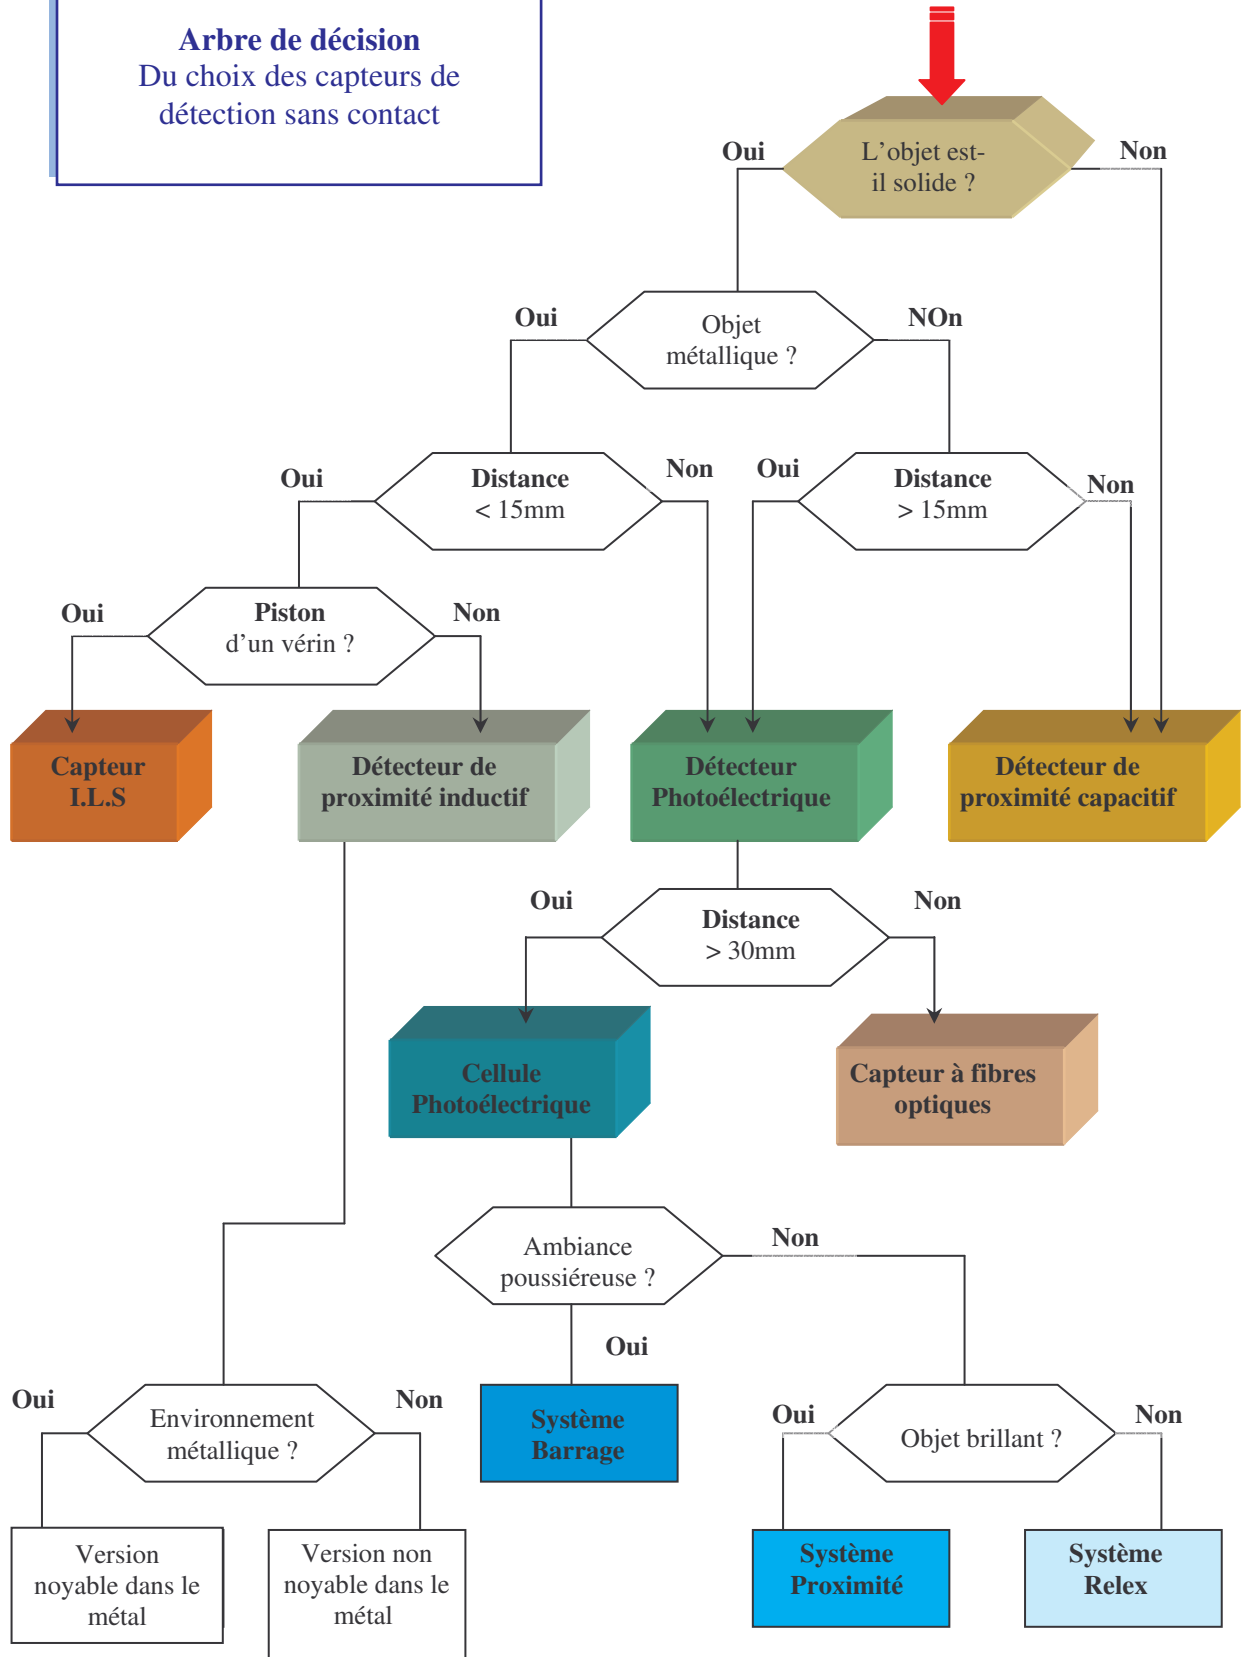 Arbre de décision
Du choix des capteurs de
détection sans contact
Oui
L’objet est-
il solide ?
Non
Oui
Objet
métallique ?
NOn
Oui
Distance
< 15mm
Non
Oui
Distance
> 15mm
Non
Oui
Piston
d’un vérin ?
Non
Capteur
I.L.S
Détecteur de
proximité inductif
Détecteur
Photoélectrique
Détecteur de
proximité capacitif
Oui
Distance
> 30mm
Non
Cellule
Photoélectrique
Capteur à fibres
optiques
Ambiance
poussiéreuse ?
Non
Oui
Oui
Environnement
métallique ?
Non
Système
Barrage
Oui
Objet brillant ?
Non
Version
noyable dans le
métal
Version non
noyable dans le
métal
Système
Proximité
Système
Relex